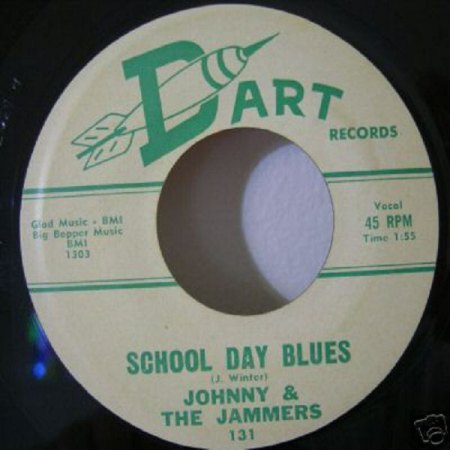 DART
RECORDS
Glad Music - BMI
Big Bopper Music
BMI
1303
Vocal
45 RPM
Time 1:55
SCHOOL DAY BLUES
(J. Winter)
JOHNNY &
THE JAMMERS
131